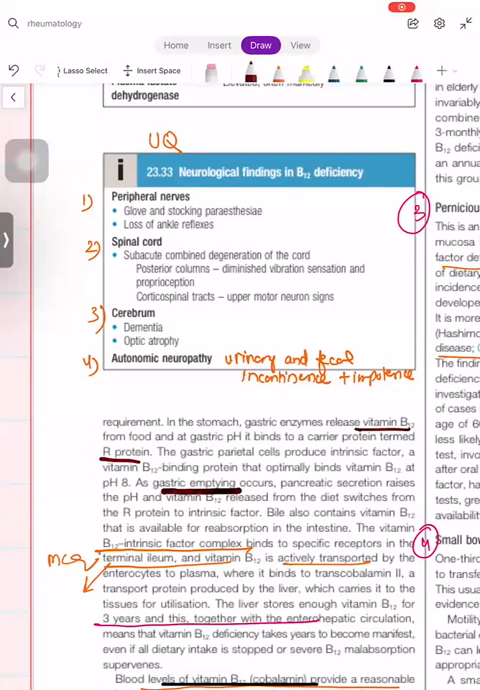 rheumatology
Home Insert Draw View
Lasso Select Insert Space
dehydrogenase
in elderly
invariably
combine
3-monthly
B12 defici
an annua
this group
UQ
i 23.33 Neurological findings in B12 deficiency
1) Peripheral nerves
• Glove and stocking paraesthesiae
• Loss of ankle reflexes
2) Spinal cord
• Subacute combined degeneration of the cord
Posterior columns – diminished vibration sensation and
proprioception
Corticospinal tracts – upper motor neuron signs
3) Cerebrum
• Dementia
• Optic atrophy
4) Autonomic neuropathy urinary and fecal
incontinence + impotence
3
Pernicious
This is an
mucosa
factor de
of dietary
incidence
develope
It is more
(Hashimo
disease;
The findin
deficienc
investigat
of cases
age of 60
less likely
test, invo
after oral
factor, ha
tests, gre
availability
requirement. In the stomach, gastric enzymes release vitamin B12
from food and at gastric pH it binds to a carrier protein termed
R protein. The gastric parietal cells produce intrinsic factor, a
vitamin B12-binding protein that optimally binds vitamin B12 at
pH 8. As gastric emptying occurs, pancreatic secretion raises
the pH and vitamin B12 released from the diet switches from
the R protein to intrinsic factor. Bile also contains vitamin B12
that is available for reabsorption in the intestine. The vitamin
B12–intrinsic factor complex binds to specific receptors in the
mcq terminal ileum, and vitamin B12 is actively transported by the
enterocytes to plasma, where it binds to transcobalamin II, a
transport protein produced by the liver, which carries it to the
tissues for utilisation. The liver stores enough vitamin B12 for
3 years and this, together with the enterohepatic circulation,
means that vitamin B12 deficiency takes years to become manifest,
even if all dietary intake is stopped or severe B12 malabsorption
supervenes.
Blood levels of vitamin B12 (cobalamin) provide a reasonable
4
Small bow
One-third
to transfe
This usua
evidence
Motility
bacterial
B12 can l
appropria
A sma